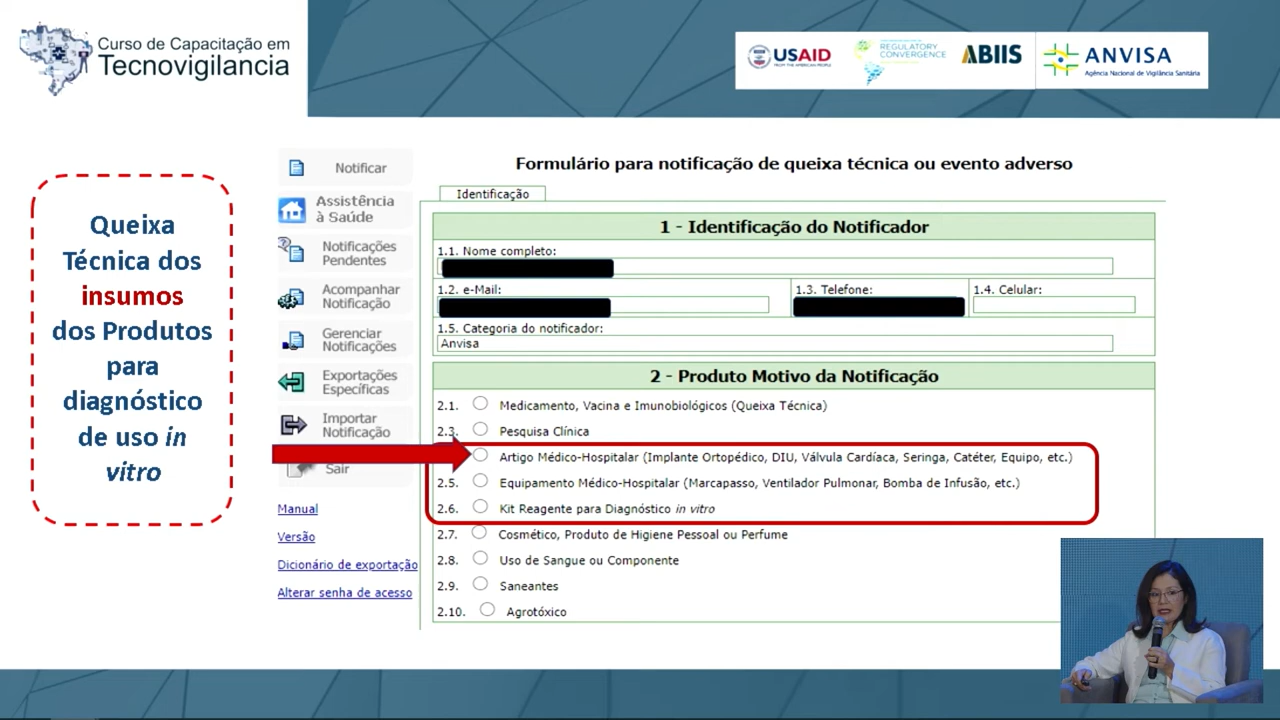 Curso de Capacitação em
Tecnovigilancia
USAID
FROM THE AMERICAN PEOPLE
REGULATORY
CONVERGENCE
ABIIS
ANVISA
Agência Nacional de Vigilância Sanitária
Queixa
Técnica dos
insumos
dos Produtos
para
diagnóstico
de uso in
vitro
Notificar
Assistência
à Saúde
Notificações
Pendentes
Acompanhar
Notificação
Gerenciar
Notificações
Exportações
Específicas
Importar
Notificação
Sair
Manual
Versão
Dicionário de exportação
Alterar senha de acesso
Formulário para notificação de queixa técnica ou evento adverso
Identificação
1 - Identificação do Notificador
1.1. Nome completo:
1.2. e-Mail:
1.3. Telefone:
1.4. Celular:
1.5. Categoria do notificador:
Anvisa
2 - Produto Motivo da Notificação
2.1. Medicamento, Vacina e Imunobiológicos (Queixa Técnica)
2.3. Pesquisa Clínica
Artigo Médico-Hospitalar (Implante Ortopédico, DIU, Válvula Cardíaca, Seringa, Catéter, Equipo, etc.)
2.5. Equipamento Médico-Hospitalar (Marcapasso, Ventilador Pulmonar, Bomba de Infusão, etc.)
2.6. Kit Reagente para Diagnóstico in vitro
2.7. Cosmético, Produto de Higiene Pessoal ou Perfume
2.8. Uso de Sangue ou Componente
2.9. Saneantes
2.10. Agrotóxico